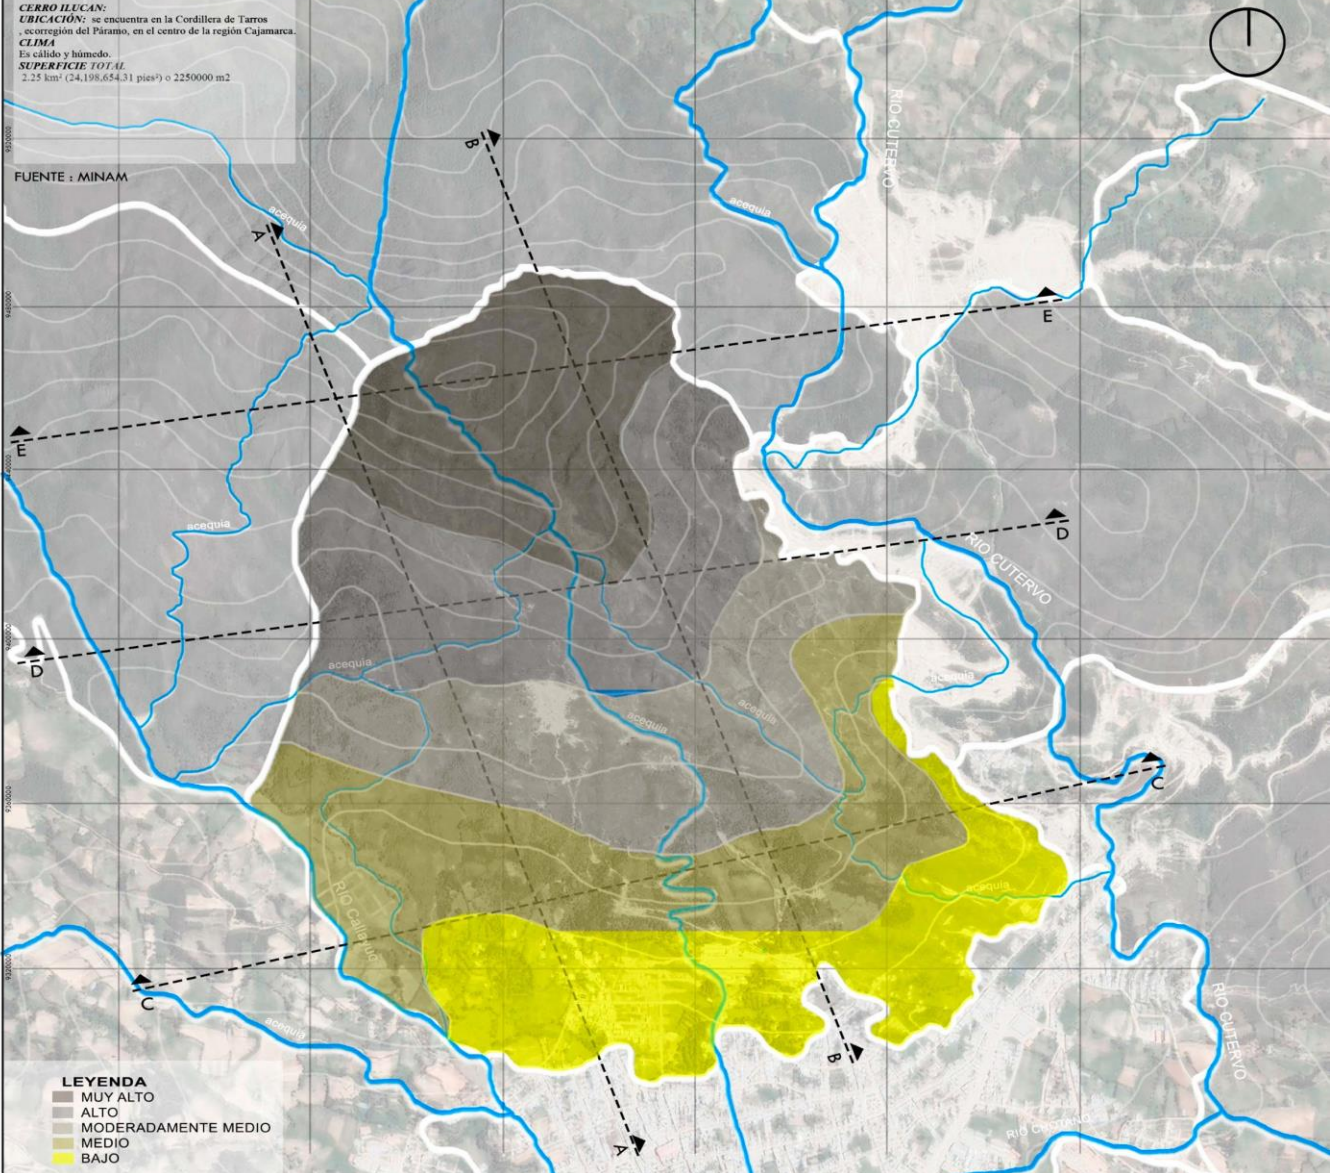 CERRO ILUCAN:
UBICACIÓN: se encuentra en la Cordillera de Tarros
, ecorregión del Páramo, en el centro de la región Cajamarca.
CLIMA
Es cálido y húmedo.
SUPERFICIE TOTAL
2.25 km² (24,198,654.31 pies²) o 2250000 m2
FUENTE : MINAM
B
RIO CUTERVO
acequia
acequia
A
E
E
acequia
D
RIO CUTERVO
D
acequia
acequia
acequia
acequia
C
acequia
C
acequia
B
RIO CUTERVO
A
LEYENDA
MUY ALTO
ALTO
MODERADAMENTE MEDIO
MEDIO
BAJO